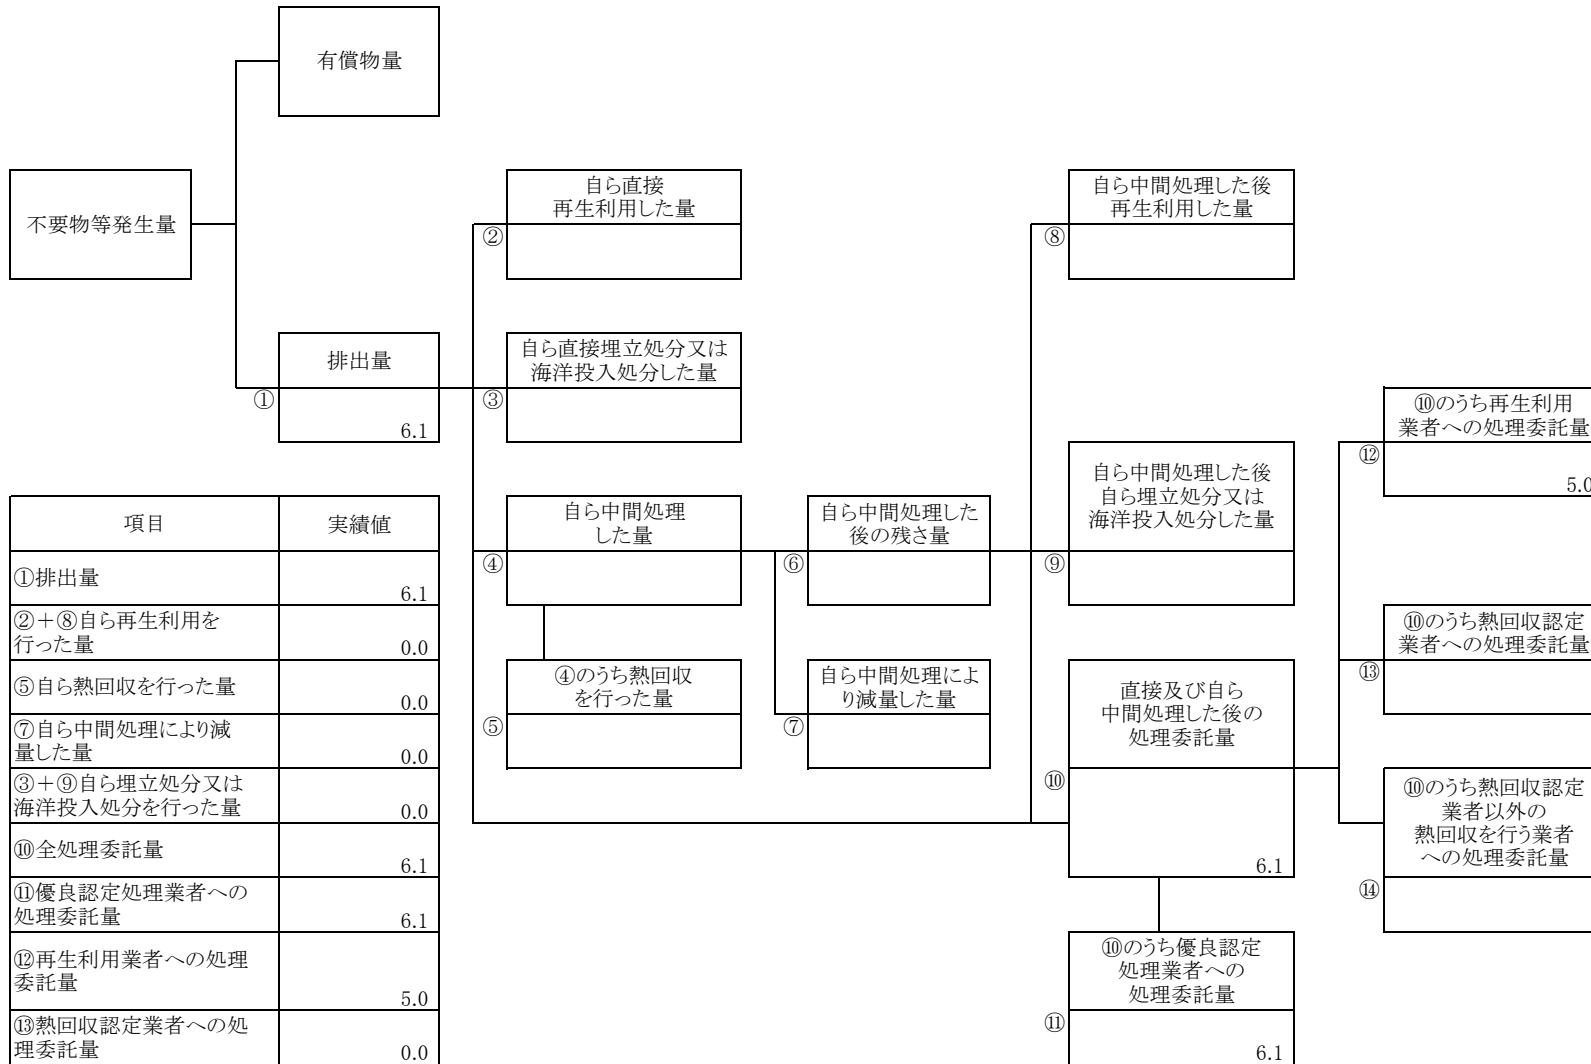 有償物量
不要物等発生量
自ら直接
再生利用した量
②
自ら中間処理した後
再生利用した量
⑧
排出量
①
6.1
自ら直接埋立処分又は
海洋投入処分した量
③
⑩のうち再生利用
業者への処理委託量
⑫
5.0
自ら中間処理した後
自ら埋立処分又は
海洋投入処分した量
⑨
自ら中間処理
した量
④
自ら中間処理した
後の残さ量
⑥
④のうち熱回収
を行った量
⑤
自ら中間処理によ
り減量した量
⑦
直接及び自ら
中間処理した後の
処理委託量
⑩
6.1
⑩のうち熱回収認定
業者への処理委託量
⑬
⑩のうち熱回収認定
業者以外の
熱回収を行う業者
への処理委託量
⑭
⑩のうち優良認定
処理業者への
処理委託量
⑪
6.1
項目 実績値
①排出量 6.1
②+⑧自ら再生利用を
行った量 0.0
⑤自ら熱回収を行った量 0.0
⑦自ら中間処理により減
量した量 0.0
③+⑨自ら埋立処分又は
海洋投入処分を行った量 0.0
⑩全処理委託量 6.1
⑪優良認定処理業者への
処理委託量 6.1
⑫再生利用業者への処理
委託量 5.0
⑬熱回収認定業者への処
理委託量 0.0